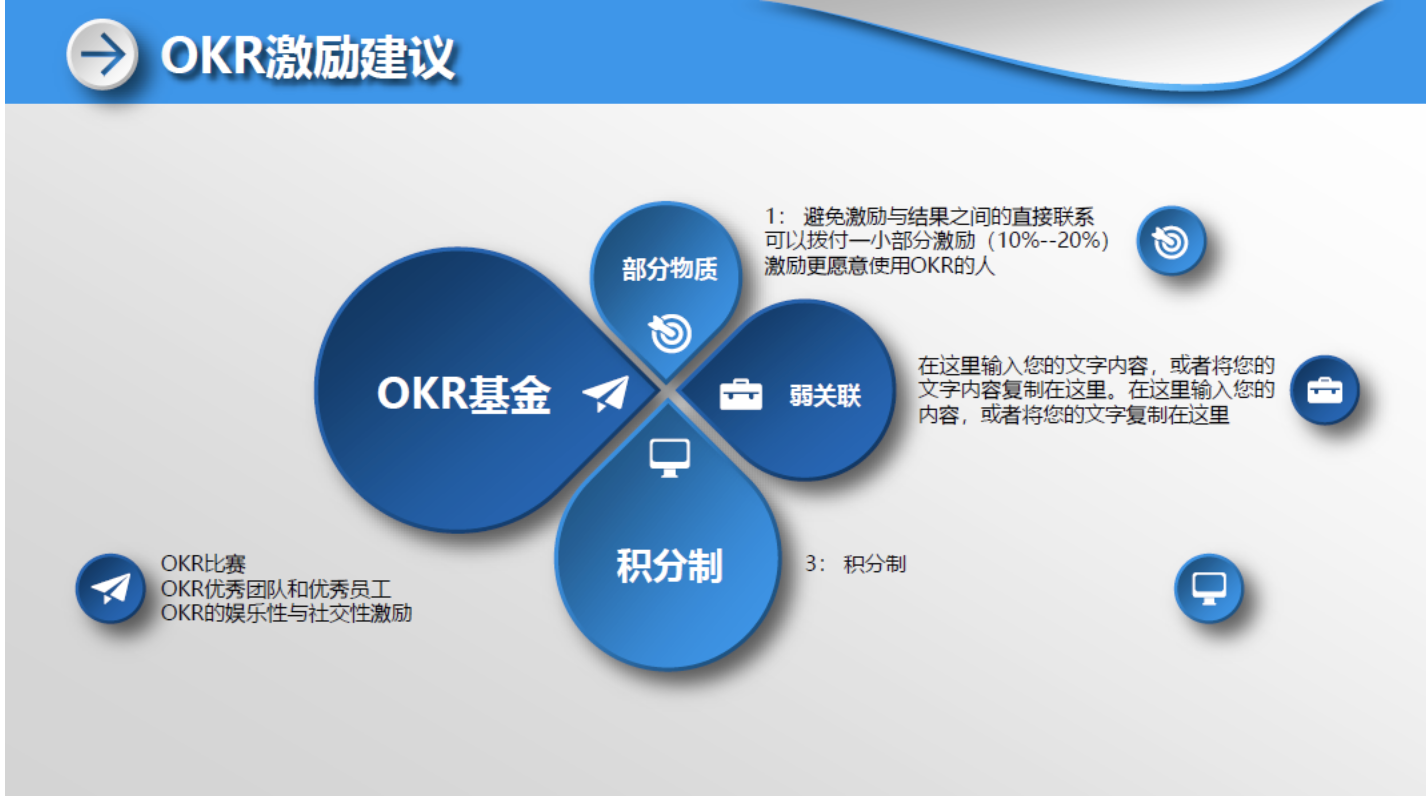 OKR激励建议
部分物质
1： 避免激励与结果之间的直接联系
可以拨付一小部分激励（10%--20%）
激励更愿意使用OKR的人
OKR基金
弱关联
在这里输入您的文字内容，或者将您的
文字内容复制在这里。在这里输入您的
内容，或者将您的文字复制在这里
积分制
3： 积分制
OKR比赛
OKR优秀团队和优秀员工
OKR的娱乐性与社交性激励